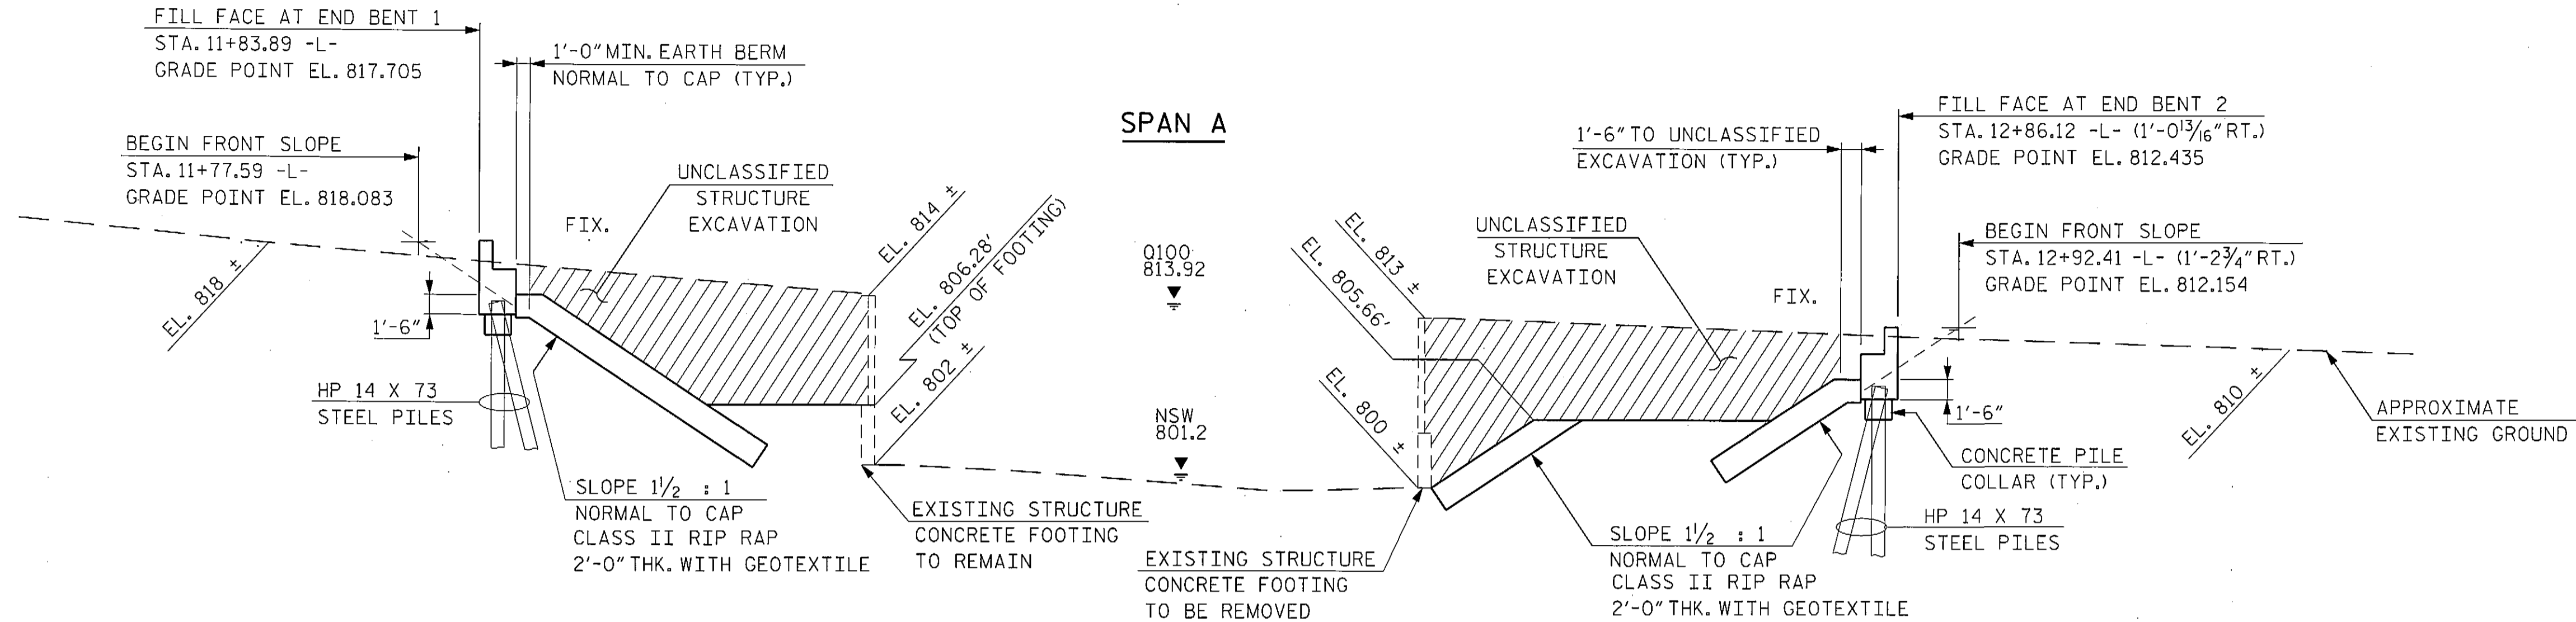 FILL FACE AT END BENT 1
STA. 11+83.89 -L-
GRADE POINT EL. 817.705
1'-0" MIN. EARTH BERM
NORMAL TO CAP (TYP.)
BEGIN FRONT SLOPE
STA. 11+77.59 -L-
GRADE POINT EL. 818.083
UNCLASSIFIED
STRUCTURE
EXCAVATION
FIX.
EL. 818 ±
1'-6"
HP 14 X 73
STEEL PILES
SLOPE 1½ : 1
NORMAL TO CAP
CLASS II RIP RAP
2'-0" THK. WITH GEOTEXTILE
EL. 814 ±
EL. 806.28'
(TOP OF FOOTING)
EL. 802 ±
EXISTING STRUCTURE
CONCRETE FOOTING
TO REMAIN
SPAN A
Q100
813.92
NSW
801.2
EL. 813 ±
EL. 805.66'
EL. 800 ±
EXISTING STRUCTURE
CONCRETE FOOTING
TO BE REMOVED
1'-6" TO UNCLASSIFIED
EXCAVATION (TYP.)
UNCLASSIFIED
STRUCTURE
EXCAVATION
FIX.
FILL FACE AT END BENT 2
STA. 12+86.12 -L- (1'-0 13/16" RT.)
GRADE POINT EL. 812.435
BEGIN FRONT SLOPE
STA. 12+92.41 -L- (1'-2¾" RT.)
GRADE POINT EL. 812.154
1'-6"
EL. 810 ±
APPROXIMATE
EXISTING GROUND
CONCRETE PILE
COLLAR (TYP.)
HP 14 X 73
STEEL PILES
SLOPE 1½ : 1
NORMAL TO CAP
CLASS II RIP RAP
2'-0" THK. WITH GEOTEXTILE